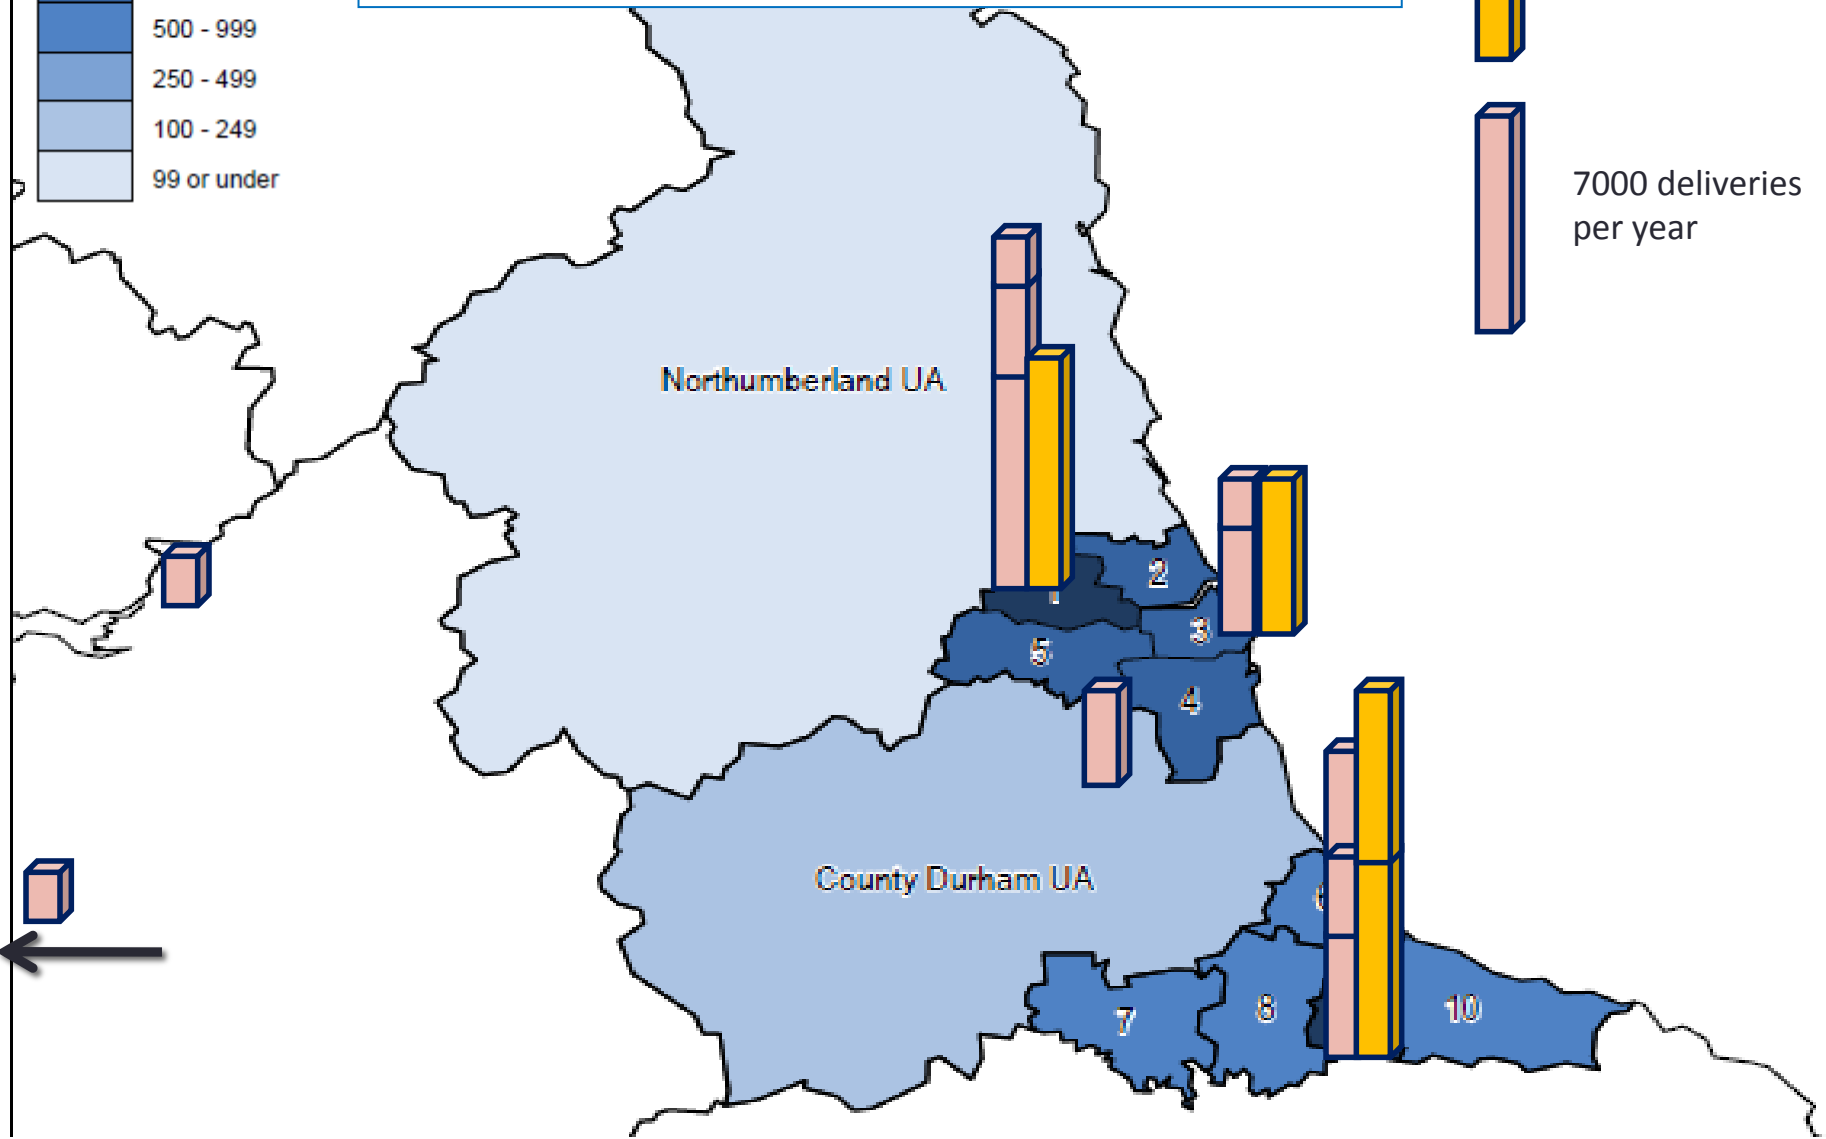 500 - 999
250 - 499
100 - 249
99 or under
7000 deliveries
per year
Northumberland UA
2
3
5
4
County Durham UA
7
8
10